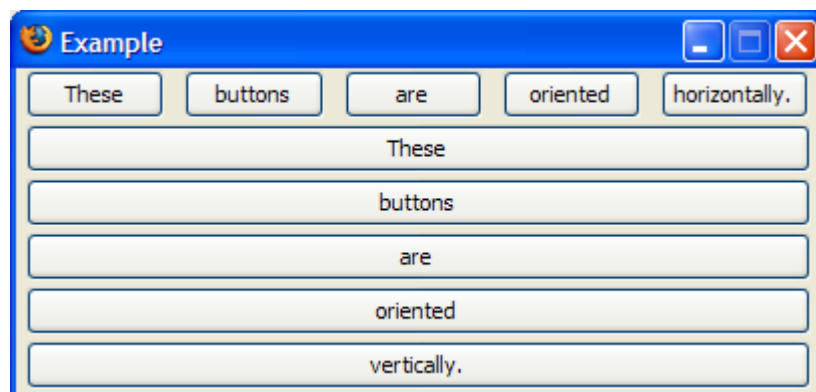 Example
These buttons are oriented horizontally.
These
buttons
are
oriented
vertically.